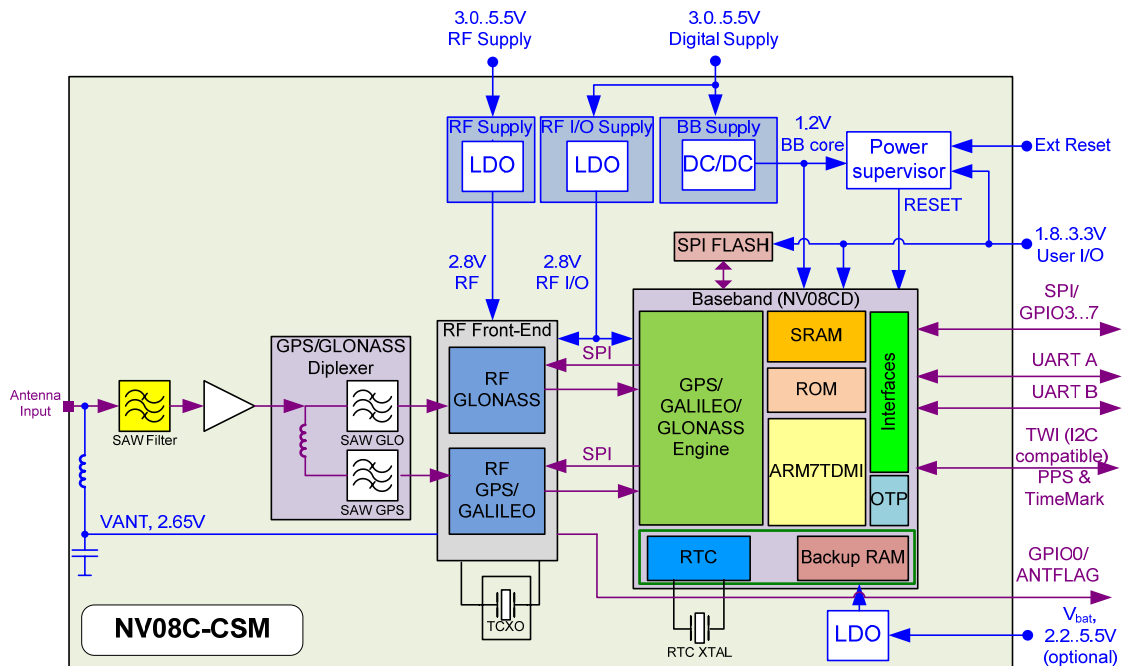 3.0..5.5V
RF Supply
3.0..5.5V
Digital Supply
RF Supply
LDO
RF I/O Supply
LDO
BB Supply
DC/DC
1.2V
BB core
Power
supervisor
Ext Reset
RESET
1.8..3.3V
User I/O
SPI FLASH
2.8V
RF
2.8V
RF I/O
Baseband (NV08CD)
SPI/
GPIO3...7
RF Front-End
GPS/GLONASS
Diplexer
SPI
SRAM
UART A
RF
GLONASS
ROM
Interfaces
UART B
Antenna
Input
SAW Filter
SAW GLO
GPS/
GALILEO/
GLONASS
Engine
TWI (I2C
compatible)
PPS &
TimeMark
SPI
RF
GPS/
GALILEO
ARM7TDMI
OTP
SAW GPS
VANT, 2.65V
RTC
Backup RAM
GPIO0/
ANTFLAG
TCXO
RTC XTAL
LDO
Vbat,
2.2..5.5V
(optional)
NV08C-CSM